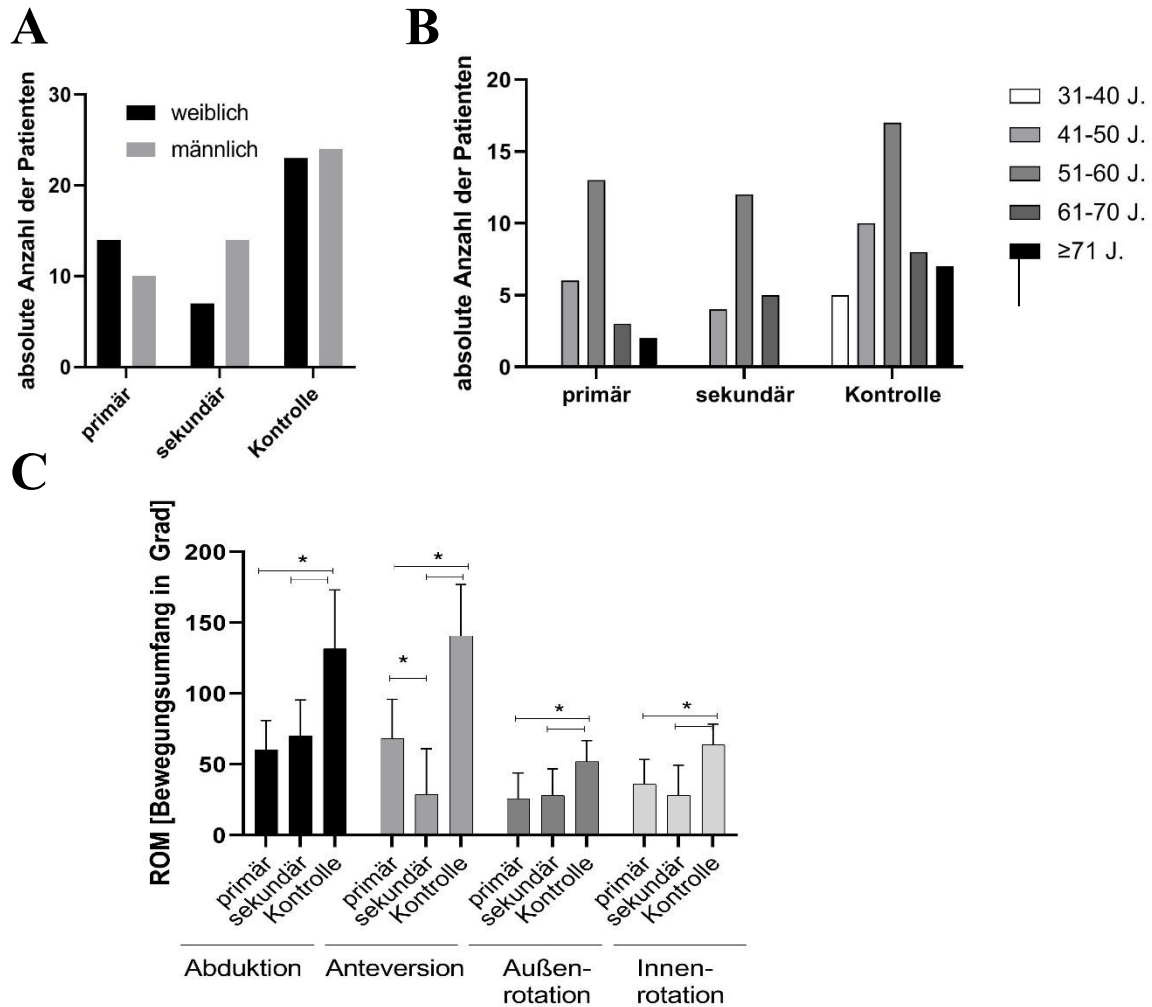 A
absolute Anzahl der Patienten
30
20
10
0
weiblich
männlich
primär
sekundär
Kontrolle
B
absolute Anzahl der Patienten
20
15
10
5
0
primär
sekundär
Kontrolle
31-40 J.
41-50 J.
51-60 J.
61-70 J.
≥71 J.
C
ROM [Bewegungsumfang in Grad]
200
150
100
50
0
*
*
*
*
*
primär
sekundär
Kontrolle
primär
sekundär
Kontrolle
primär
sekundär
Kontrolle
primär
sekundär
Kontrolle
Abduktion
Anteversion
Außen-
rotation
Innen-
rotation